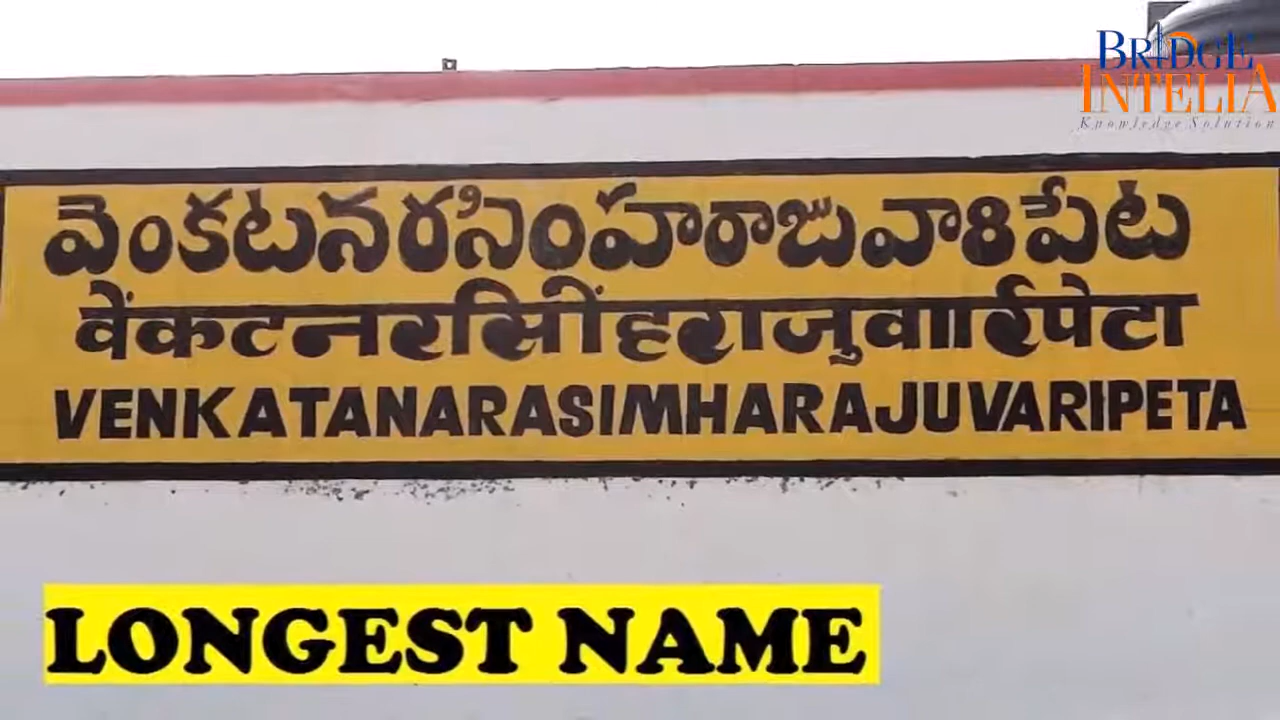 BRIDGE
INTELIA
Knowledge Solution
వెంకటనరసింహరాజువారిపేట
वेंकटनरसिींहराजुवारिपेटा
VENKATANARASIMHARAJUVARIPETA
LONGEST NAME